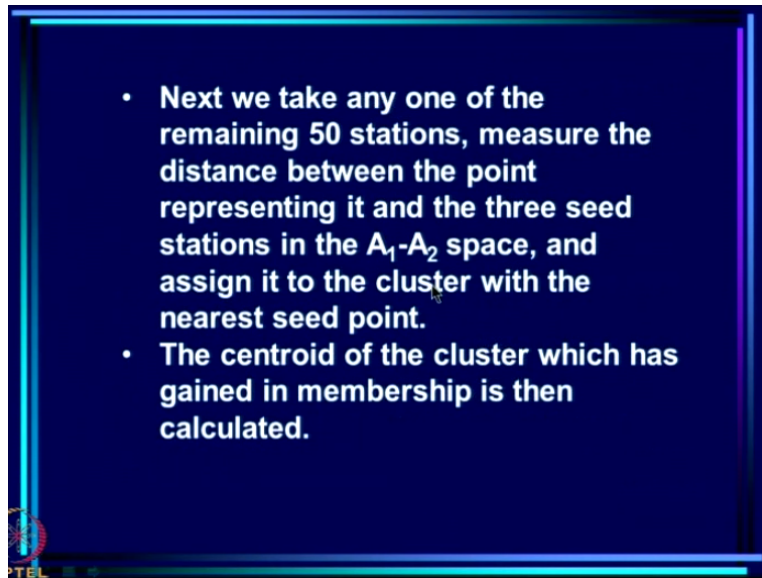 • Next we take any one of the
remaining 50 stations, measure the
distance between the point
representing it and the three seed
stations in the A₁-A₂ space, and
assign it to the cluster with the
nearest seed point.
• The centroid of the cluster which has
gained in membership is then
calculated.
PTEL